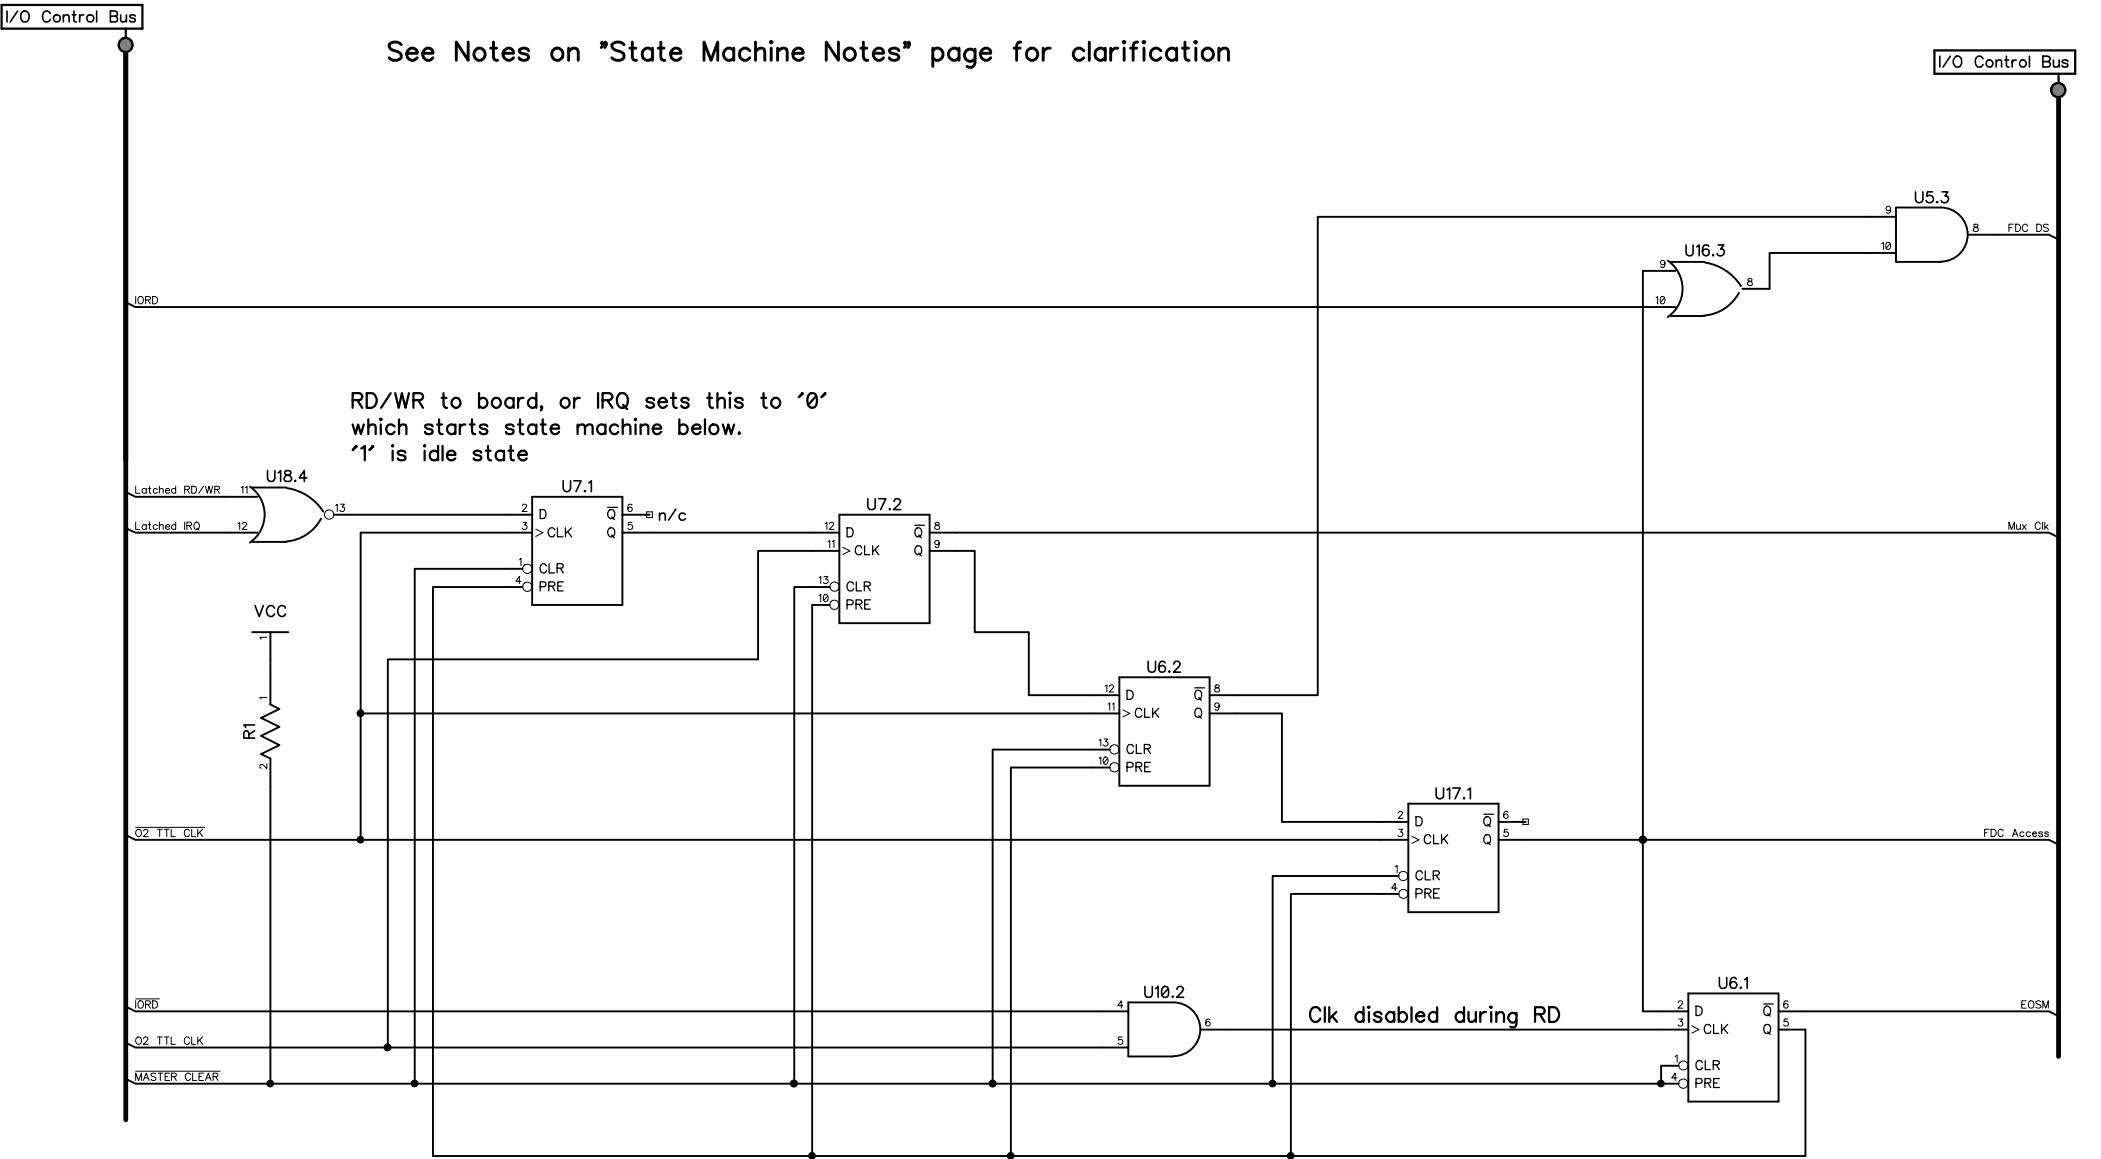 I/O Control Bus
See Notes on "State Machine Notes" page for clarification
I/O Control Bus
U5.3
9
8
FDC DS
10
U16.3
9
8
10
IORD
RD/WR to board, or IRQ sets this to '0'
which starts state machine below.
'1' is idle state
U18.4
Latched RD/WR
11
13
Latched IRQ
12
U7.1
2
D
Q
6
n/c
3
>CLK
Q
5
1
CLR
4
PRE
U7.2
12
D
Q
8
11
>CLK
Q
9
13
CLR
10
PRE
Mux Clk
VCC
1
1
R1
2
U6.2
12
D
Q
8
11
>CLK
Q
9
13
CLR
10
PRE
U17.1
2
D
Q
6
3
>CLK
Q
5
1
CLR
4
PRE
O2 TTL CLK
FDC Access
IORD
U10.2
4
6
5
Clk disabled during RD
O2 TTL CLK
MASTER CLEAR
U6.1
2
D
Q
6
3
>CLK
Q
5
1
CLR
4
PRE
EOSM